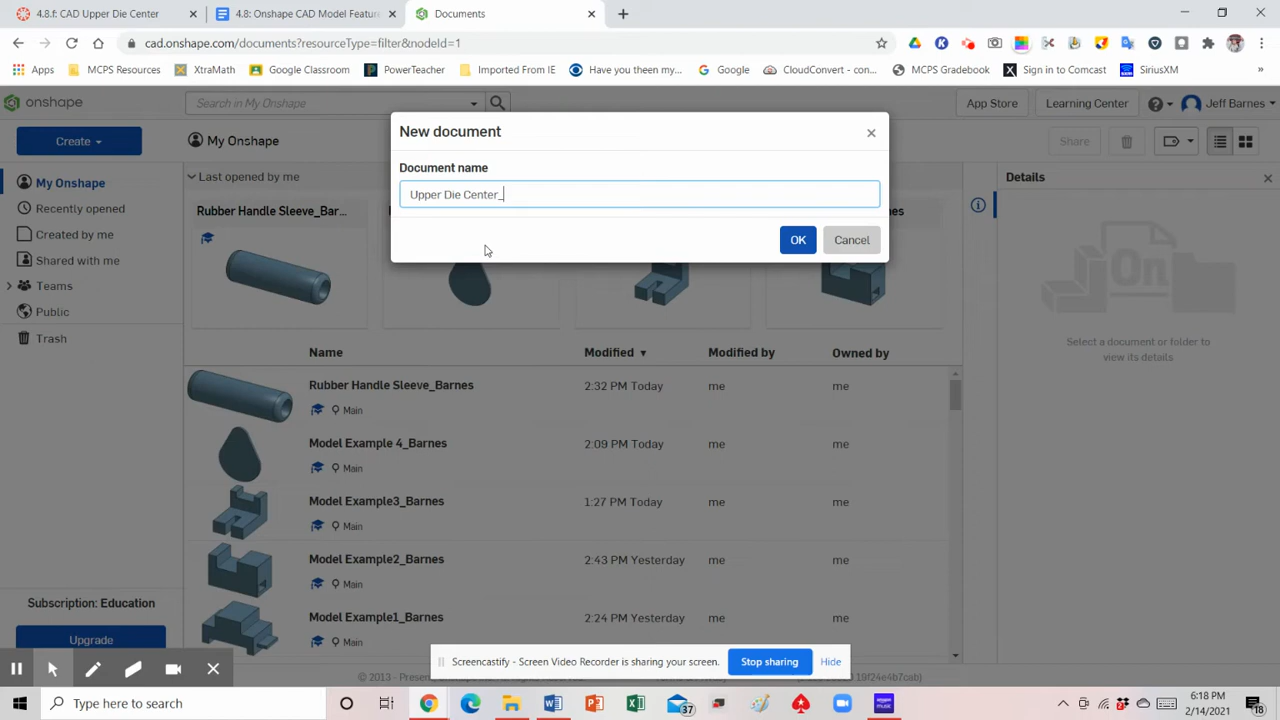 4.8.f: CAD Upper Die Center
4.8: Onshape CAD Model Feature
Documents
cad.onshape.com/documents?resourceType=filter&nodeId=1
Apps
MCPS Resources
XtraMath
Google Classroom
PowerTeacher
Imported From IE
Have you theen my...
Google
CloudConvert - con...
MCPS Gradebook
Sign in to Comcast
SiriusXM
onshape
Search in My Onshape
App Store
Learning Center
Jeff Barnes
Create
My Onshape
Share
New document
Document name
Upper Die Center_
OK
Cancel
My Onshape
Recently opened
Created by me
Shared with me
Teams
Public
Trash
Last opened by me
Rubber Handle Sleeve_Bar...
Details
Select a document or folder to
view its details
Name
Modified
Modified by
Owned by
Rubber Handle Sleeve_Barnes
2:32 PM Today
me
me
Main
Model Example 4_Barnes
2:09 PM Today
me
me
Main
Model Example3_Barnes
1:27 PM Today
me
me
Main
Model Example2_Barnes
2:43 PM Yesterday
me
me
Main
Model Example1_Barnes
2:24 PM Yesterday
me
me
Main
Subscription: Education
Upgrade
Screencastify - Screen Video Recorder is sharing your screen.
Stop sharing
Hide
Type here to search
37
6:18 PM
2/14/2021
18